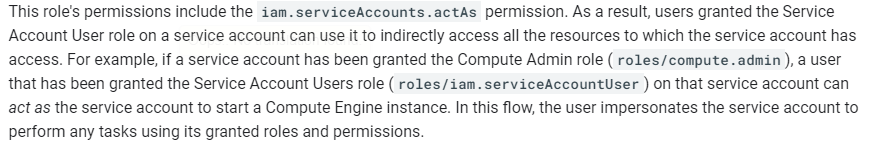 This role's permissions include the iam.serviceAccounts.actAs permission. As a result, users granted the Service
Account User role on a service account can use it to indirectly access all the resources to which the service account has
access. For example, if a service account has been granted the Compute Admin role ( roles/compute.admin ), a user
that has been granted the Service Account Users role ( roles/iam.serviceAccountUser ) on that service account can
act as the service account to start a Compute Engine instance. In this flow, the user impersonates the service account to
perform any tasks using its granted roles and permissions.